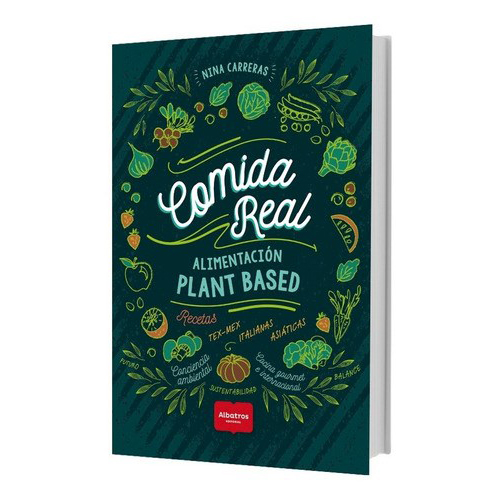 NINA CARRERAS
Comida
Real
ALIMENTACIÓN
PLANT BASED
Recetas
TEX-MEX
ITALIANAS
ASIÁTICAS
FUTURO
Conciencia
ambiental
Cocina gourmet
e internacional
BALANCE
SUSTENTABILIDAD
Albatros